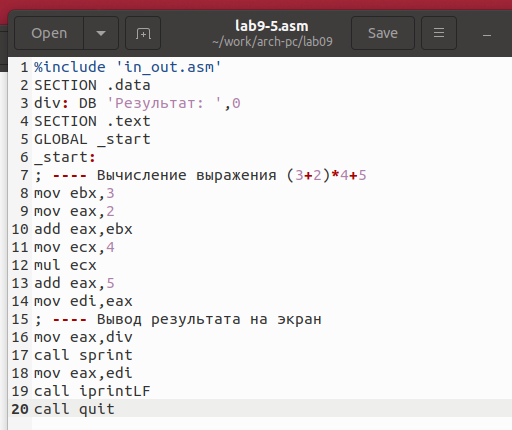 Open
lab9-5.asm
~/work/arch-pc/lab09
Save
1 %include 'in_out.asm'
2 SECTION .data
3 div: DB 'Результат: ',0
4 SECTION .text
5 GLOBAL _start
6 _start:
7 ; ---- Вычисление выражения (3+2)*4+5
8 mov ebx,3
9 mov eax,2
10 add eax,ebx
11 mov ecx,4
12 mul ecx
13 add eax,5
14 mov edi,eax
15 ; ---- Вывод результата на экран
16 mov eax,div
17 call sprint
18 mov eax,edi
19 call iprintLF
20 call quit